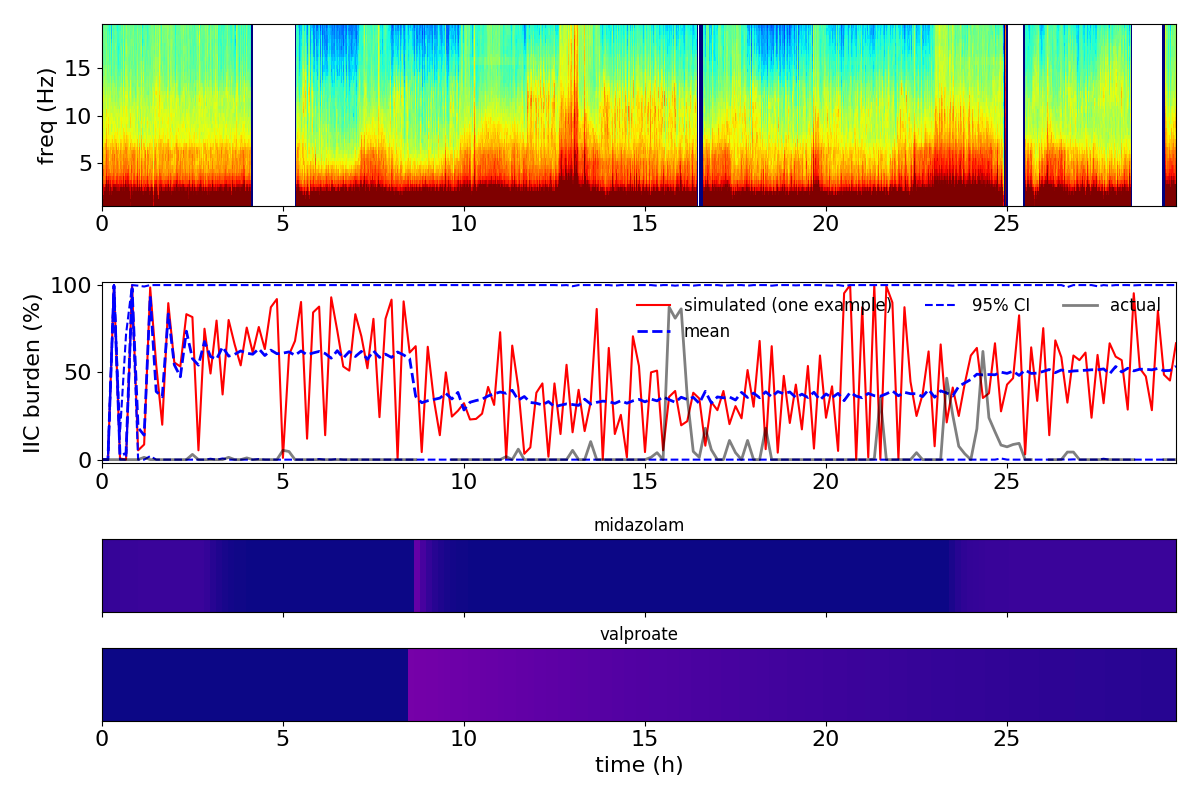 freq (Hz)
15
10
5
0 5 10 15 20 25
IIC burden (%)
100
50
0
simulated (one example)
mean
95% CI
actual
0 5 10 15 20 25
midazolam
valproate
0 5 10 15 20 25
time (h)